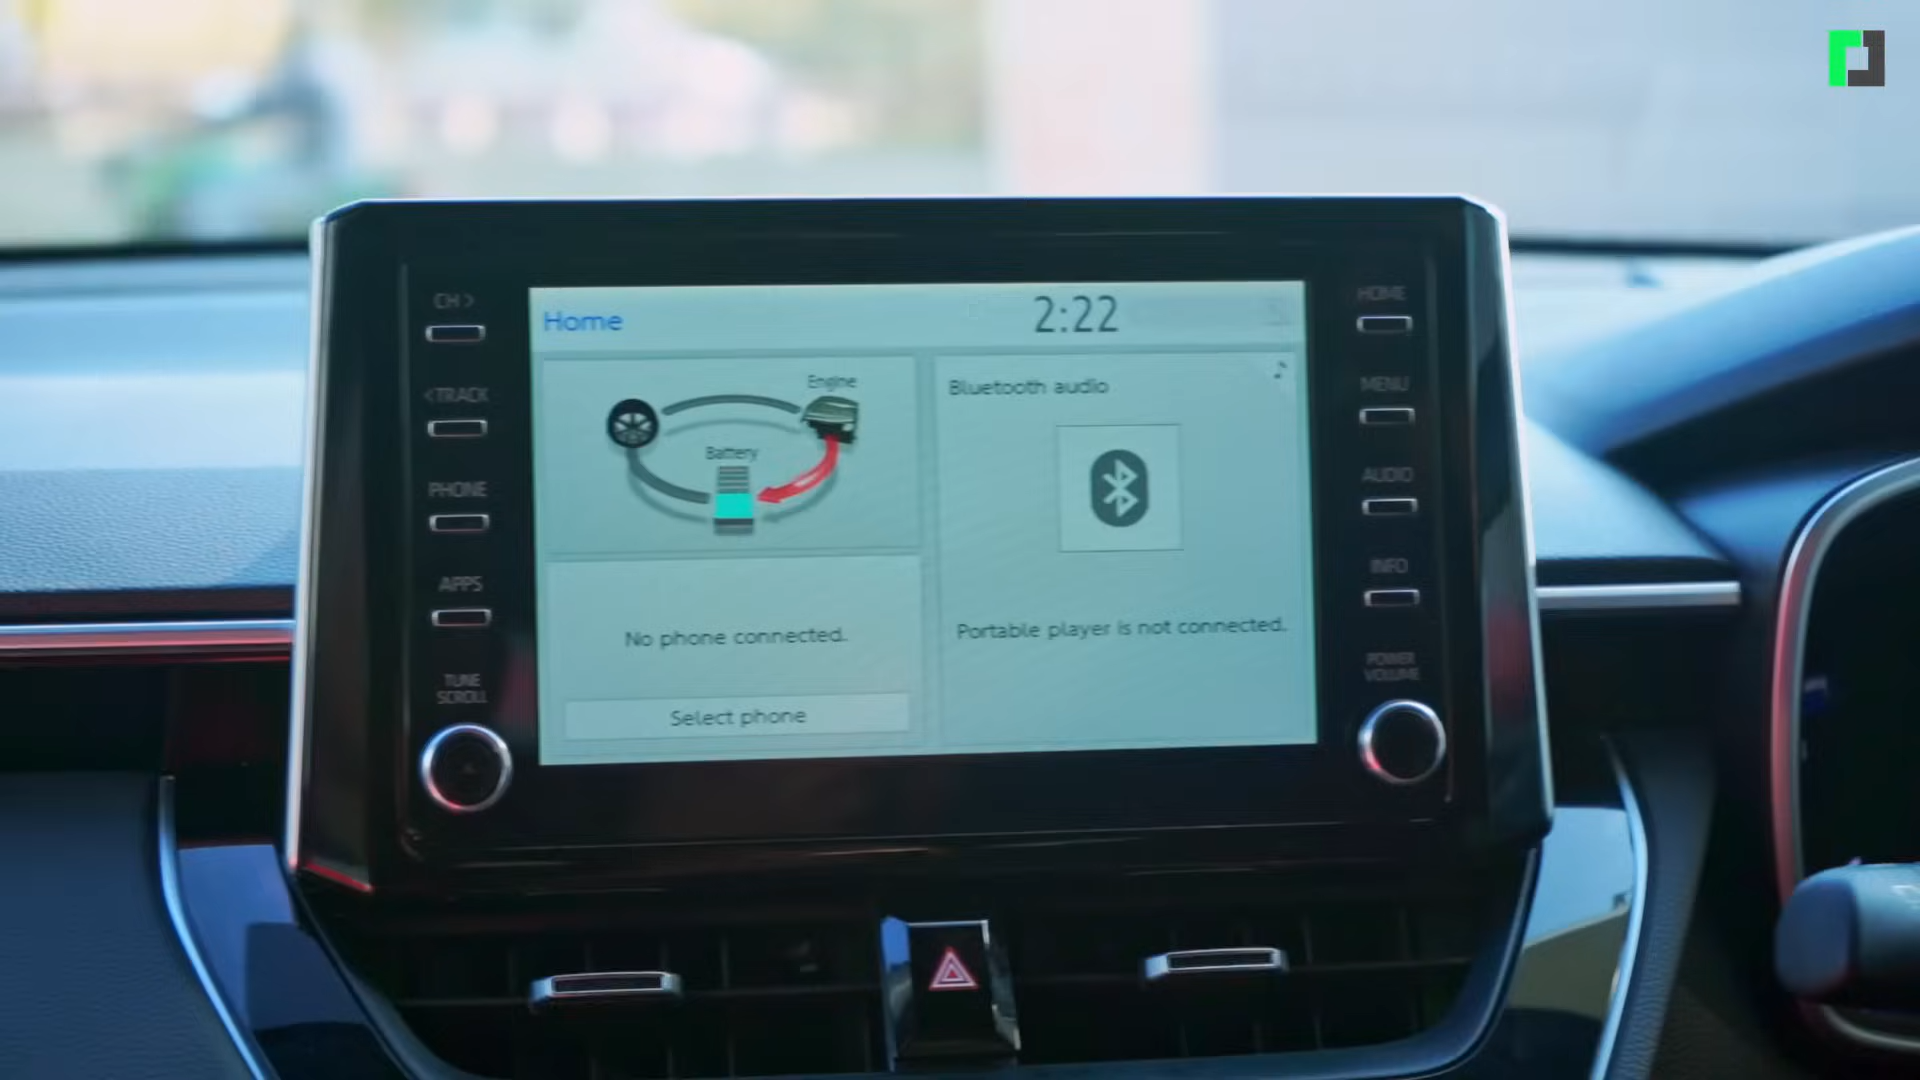 CH >
< TRACK
PHONE
APPS
TUNE
SCROLL
Home
2:22
Engine
Battery
No phone connected.
Select phone
Bluetooth audio
Portable player is not connected.
HOME
MENU
AUDIO
INFO
POWER
VOLUME